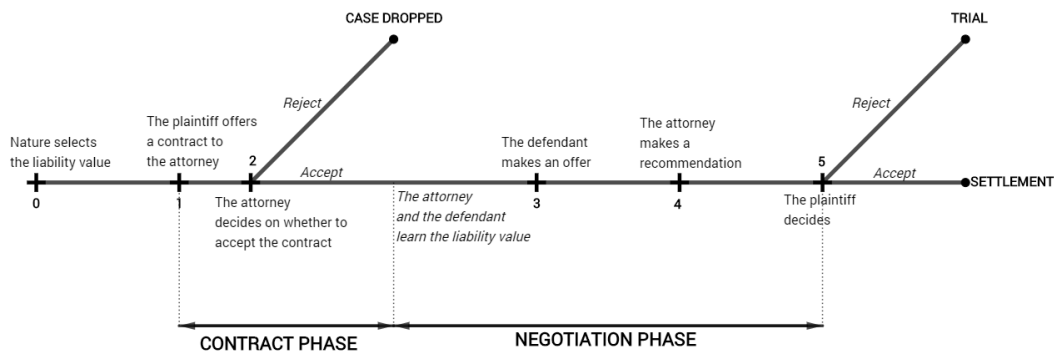 CASE DROPPED
TRIAL
Reject
Reject
Nature selects
the liability value
The plaintiff offers
a contract to
the attorney
The defendant
makes an offer
The attorney
makes a
recommendation
2
5
Accept
Accept
SETTLEMENT
0
1
3
4
The attorney
decides on whether to
accept the contract
The attorney
and the defendant
learn the liability value
The plaintiff
decides
CONTRACT PHASE
NEGOTIATION PHASE